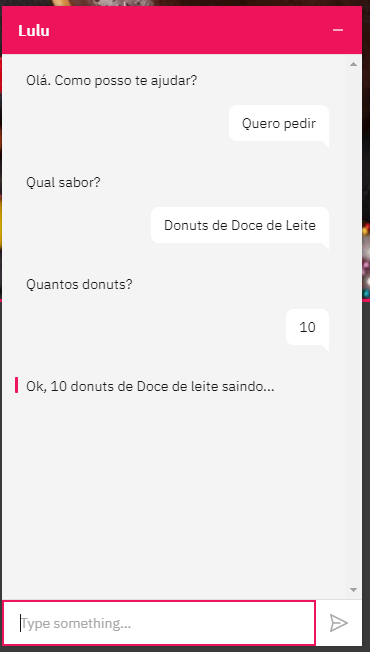 Lulu
Olá. Como posso te ajudar?
Quero pedir
Qual sabor?
Donuts de Doce de Leite
Quantos donuts?
10
Ok, 10 donuts de Doce de leite saindo...
Type something...